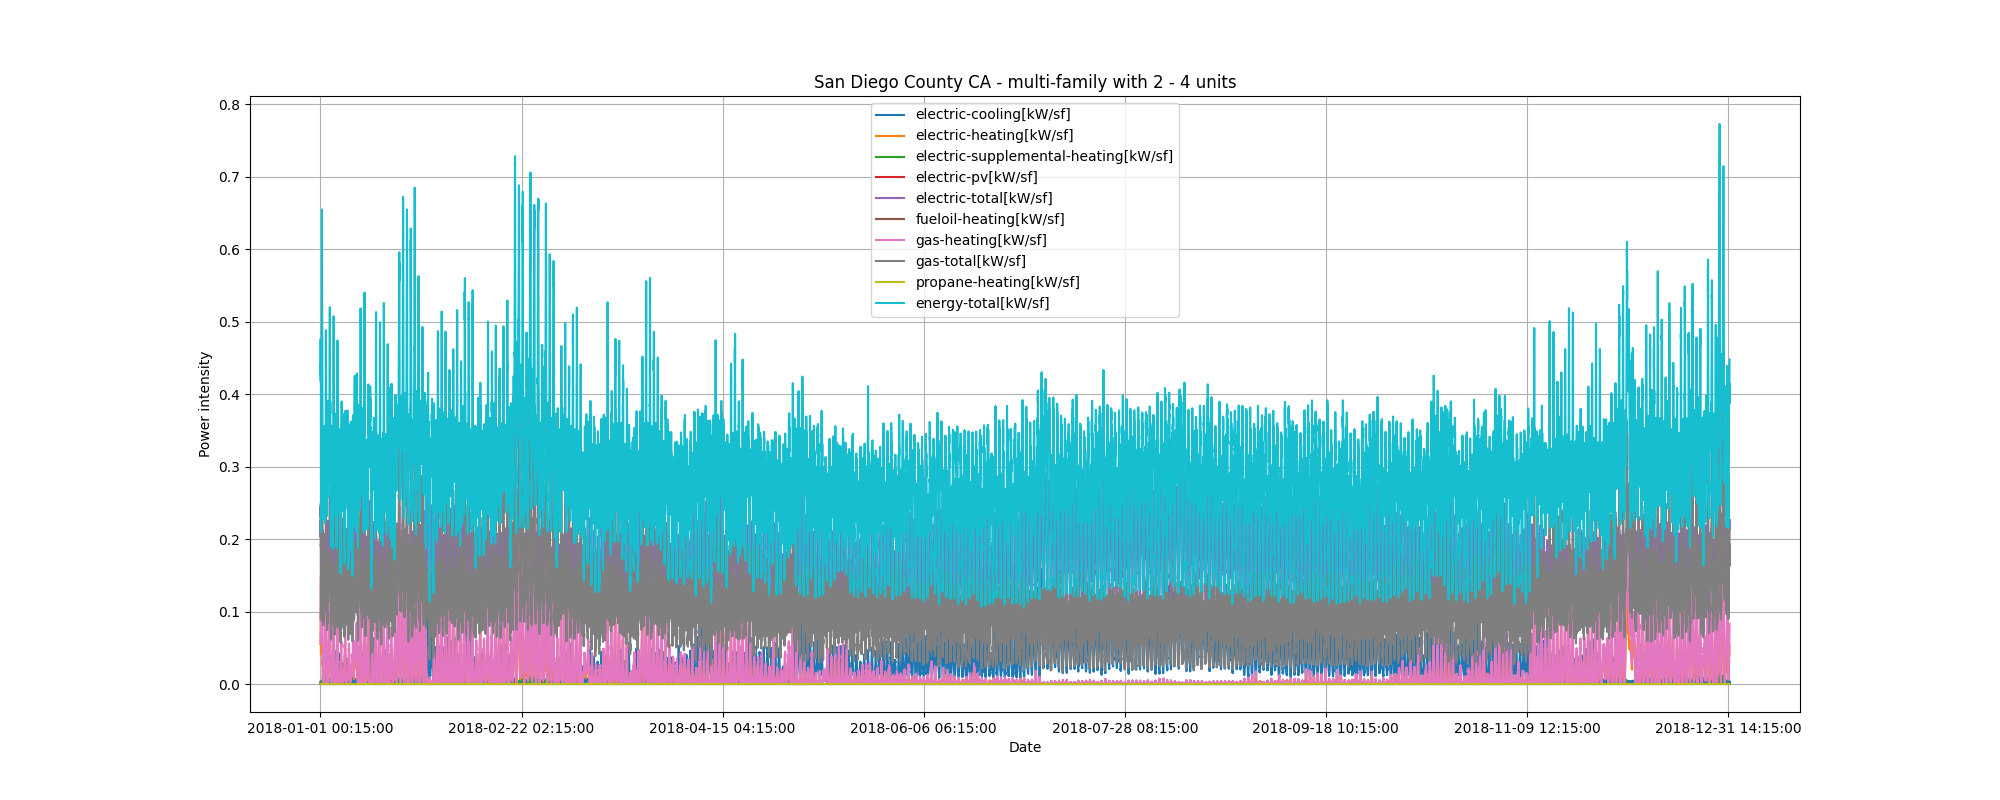 San Diego County CA - multi-family with 2 - 4 units
0.8
0.7
0.6
0.5
0.4
0.3
0.2
0.1
0.0
Power intensity
electric-cooling[kW/sf]
electric-heating[kW/sf]
electric-supplemental-heating[kW/sf]
electric-pv[kW/sf]
electric-total[kW/sf]
fueloil-heating[kW/sf]
gas-heating[kW/sf]
gas-total[kW/sf]
propane-heating[kW/sf]
energy-total[kW/sf]
2018-01-01 00:15:00 2018-02-22 02:15:00 2018-04-15 04:15:00 2018-06-06 06:15:00 2018-07-28 08:15:00 2018-09-18 10:15:00 2018-11-09 12:15:00 2018-12-31 14:15:00
Date